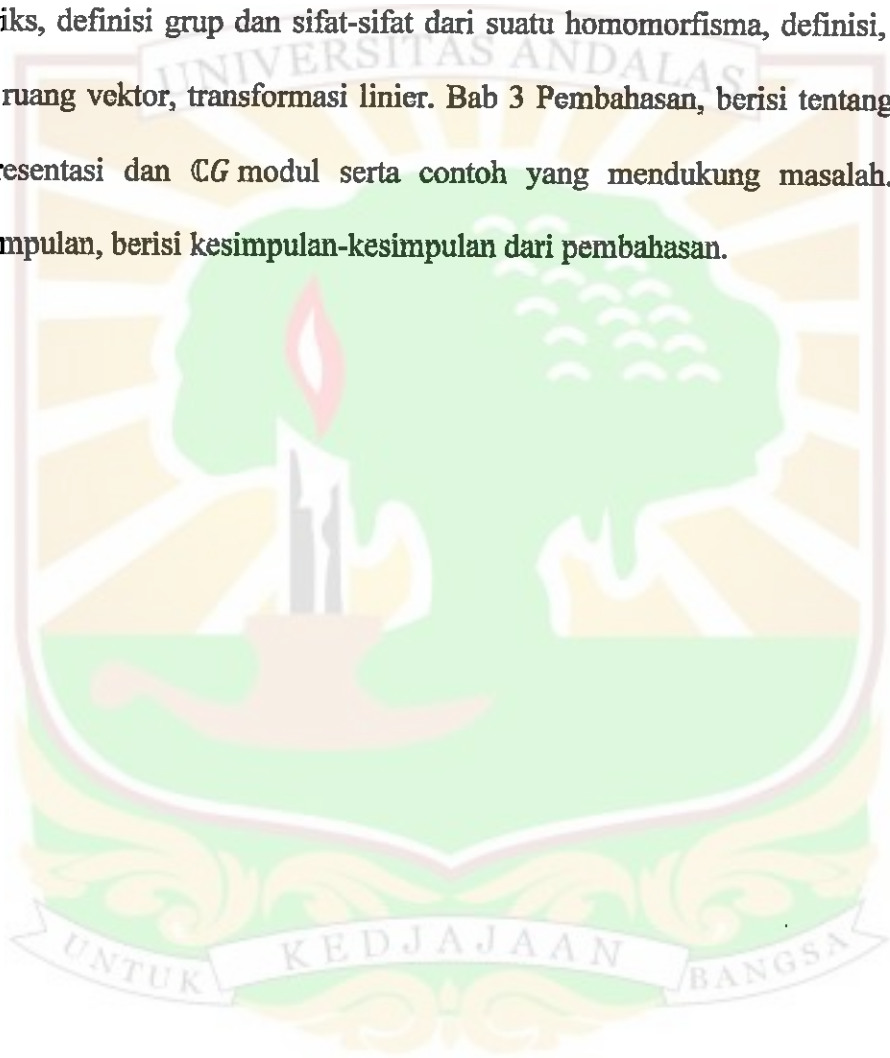 iks, definisi grup dan sifat-sifat dari suatu homomorfisma, definisi,
UNIVERSITAS ANDALAS
ruang vektor, transformasi linier. Bab 3 Pembahasan, berisi tentang
resentasi dan ℂG modul serta contoh yang mendukung masalah.
mpulan, berisi kesimpulan-kesimpulan dari pembahasan.
UNTUK KEDJAJAAN BANGSA